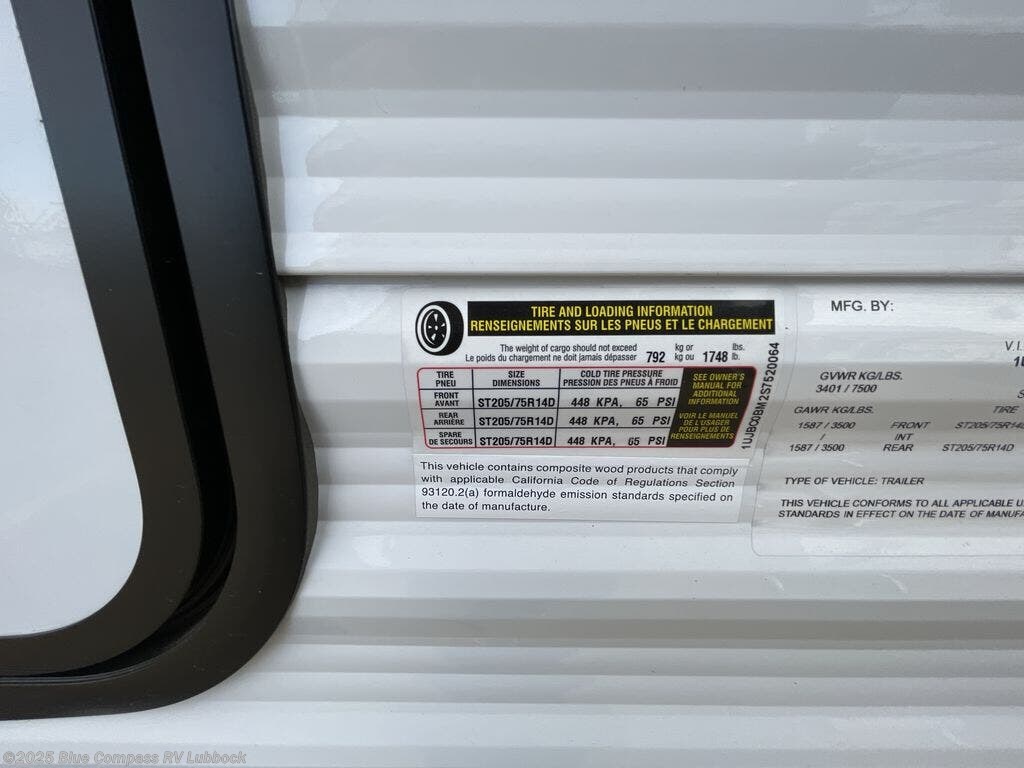 TIRE AND LOADING INFORMATION
RENSEIGNEMENTS SUR LES PNEUS ET LE CHARGEMENT
The weight of cargo should not exceed kg or lbs.
Le poids du chargement ne doit jamais dépasser 792 kg ou 1748 lb.
TIRE PNEU SIZE DIMENSIONS COLD TIRE PRESSURE PRESSION DES PNEUS À FROID
FRONT AVANT ST205/75R14D 448 KPA, 65 PSI
REAR ARRIÈRE ST205/75R14D 448 KPA, 65 PSI
SPARE DE SECOURS ST205/75R14D 448 KPA, 65 PSI
SEE OWNER'S
MANUAL FOR
ADDITIONAL
INFORMATION
VOIR LE MANUEL
DE L'USAGER
POUR PLUS DE
RENSEIGNEMENTS
1UJBC0BM2S7520064
This vehicle contains composite wood products that comply
with applicable California Code of Regulations Section
93120.2(a) formaldehyde emission standards specified on
the date of manufacture.
MFG. BY:
V.I.
GVWR KG/LBS.
3401 / 7500
GAWR KG/LBS. TIRE
1587 / 3500 FRONT ST205/75R14D
/ INT
1587 / 3500 REAR ST205/75R14D
TYPE OF VEHICLE: TRAILER
THIS VEHICLE CONFORMS TO ALL APPLICABLE
STANDARDS IN EFFECT ON THE DATE OF
©2025 Blue Compass RV Lubbock